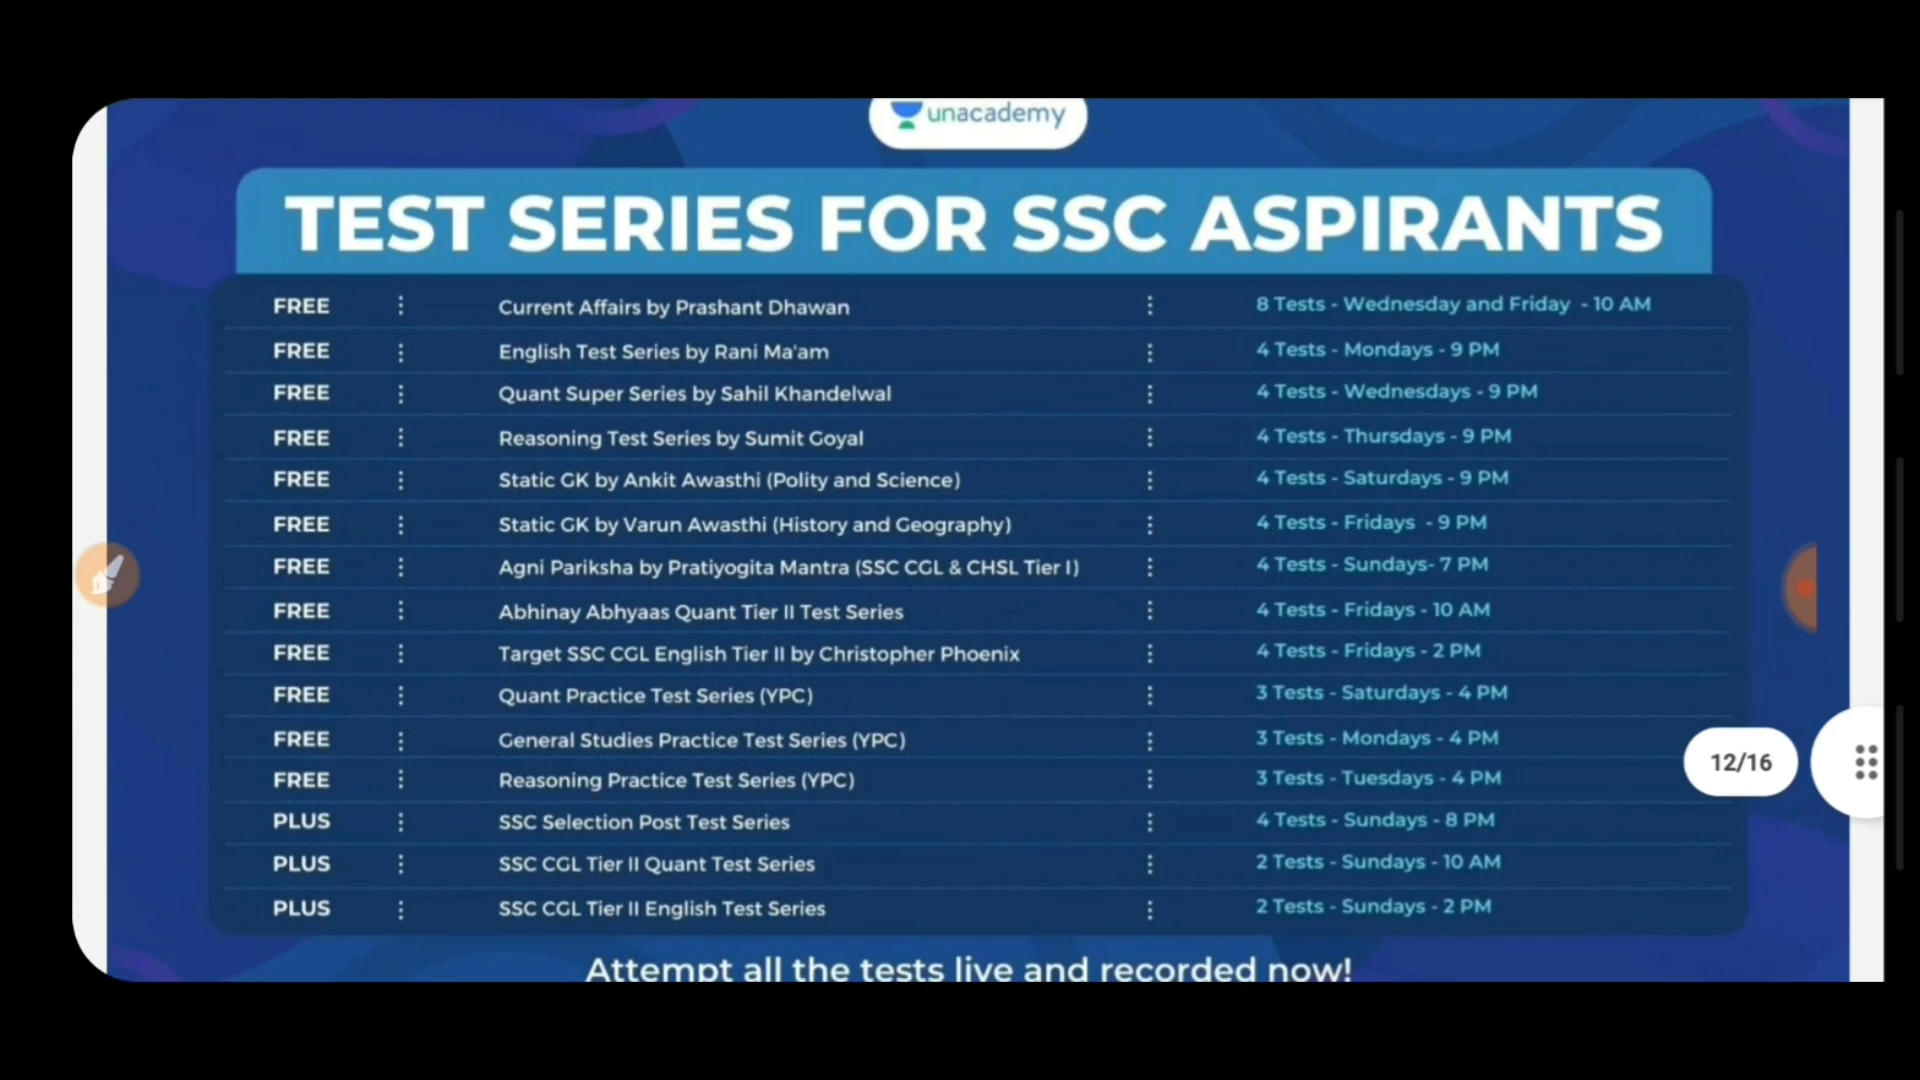 unacademy
TEST SERIES FOR SSC ASPIRANTS
FREE : Current Affairs by Prashant Dhawan : 8 Tests - Wednesday and Friday - 10 AM
FREE : English Test Series by Rani Ma'am : 4 Tests - Mondays - 9 PM
FREE : Quant Super Series by Sahil Khandelwal : 4 Tests - Wednesdays - 9 PM
FREE : Reasoning Test Series by Sumit Goyal : 4 Tests - Thursdays - 9 PM
FREE : Static GK by Ankit Awasthi (Polity and Science) : 4 Tests - Saturdays - 9 PM
FREE : Static GK by Varun Awasthi (History and Geography) : 4 Tests - Fridays - 9 PM
FREE : Agni Pariksha by Pratiyogita Mantra (SSC CGL & CHSL Tier I) : 4 Tests - Sundays- 7 PM
FREE : Abhinay Abhyaas Quant Tier II Test Series : 4 Tests - Fridays - 10 AM
FREE : Target SSC CGL English Tier II by Christopher Phoenix : 4 Tests - Fridays - 2 PM
FREE : Quant Practice Test Series (YPC) : 3 Tests - Saturdays - 4 PM
FREE : General Studies Practice Test Series (YPC) : 3 Tests - Mondays - 4 PM
FREE : Reasoning Practice Test Series (YPC) : 3 Tests - Tuesdays - 4 PM
PLUS : SSC Selection Post Test Series : 4 Tests - Sundays - 8 PM
PLUS : SSC CGL Tier II Quant Test Series : 2 Tests - Sundays - 10 AM
PLUS : SSC CGL Tier II English Test Series : 2 Tests - Sundays - 2 PM
Attempt all the tests live and recorded now!
12/16